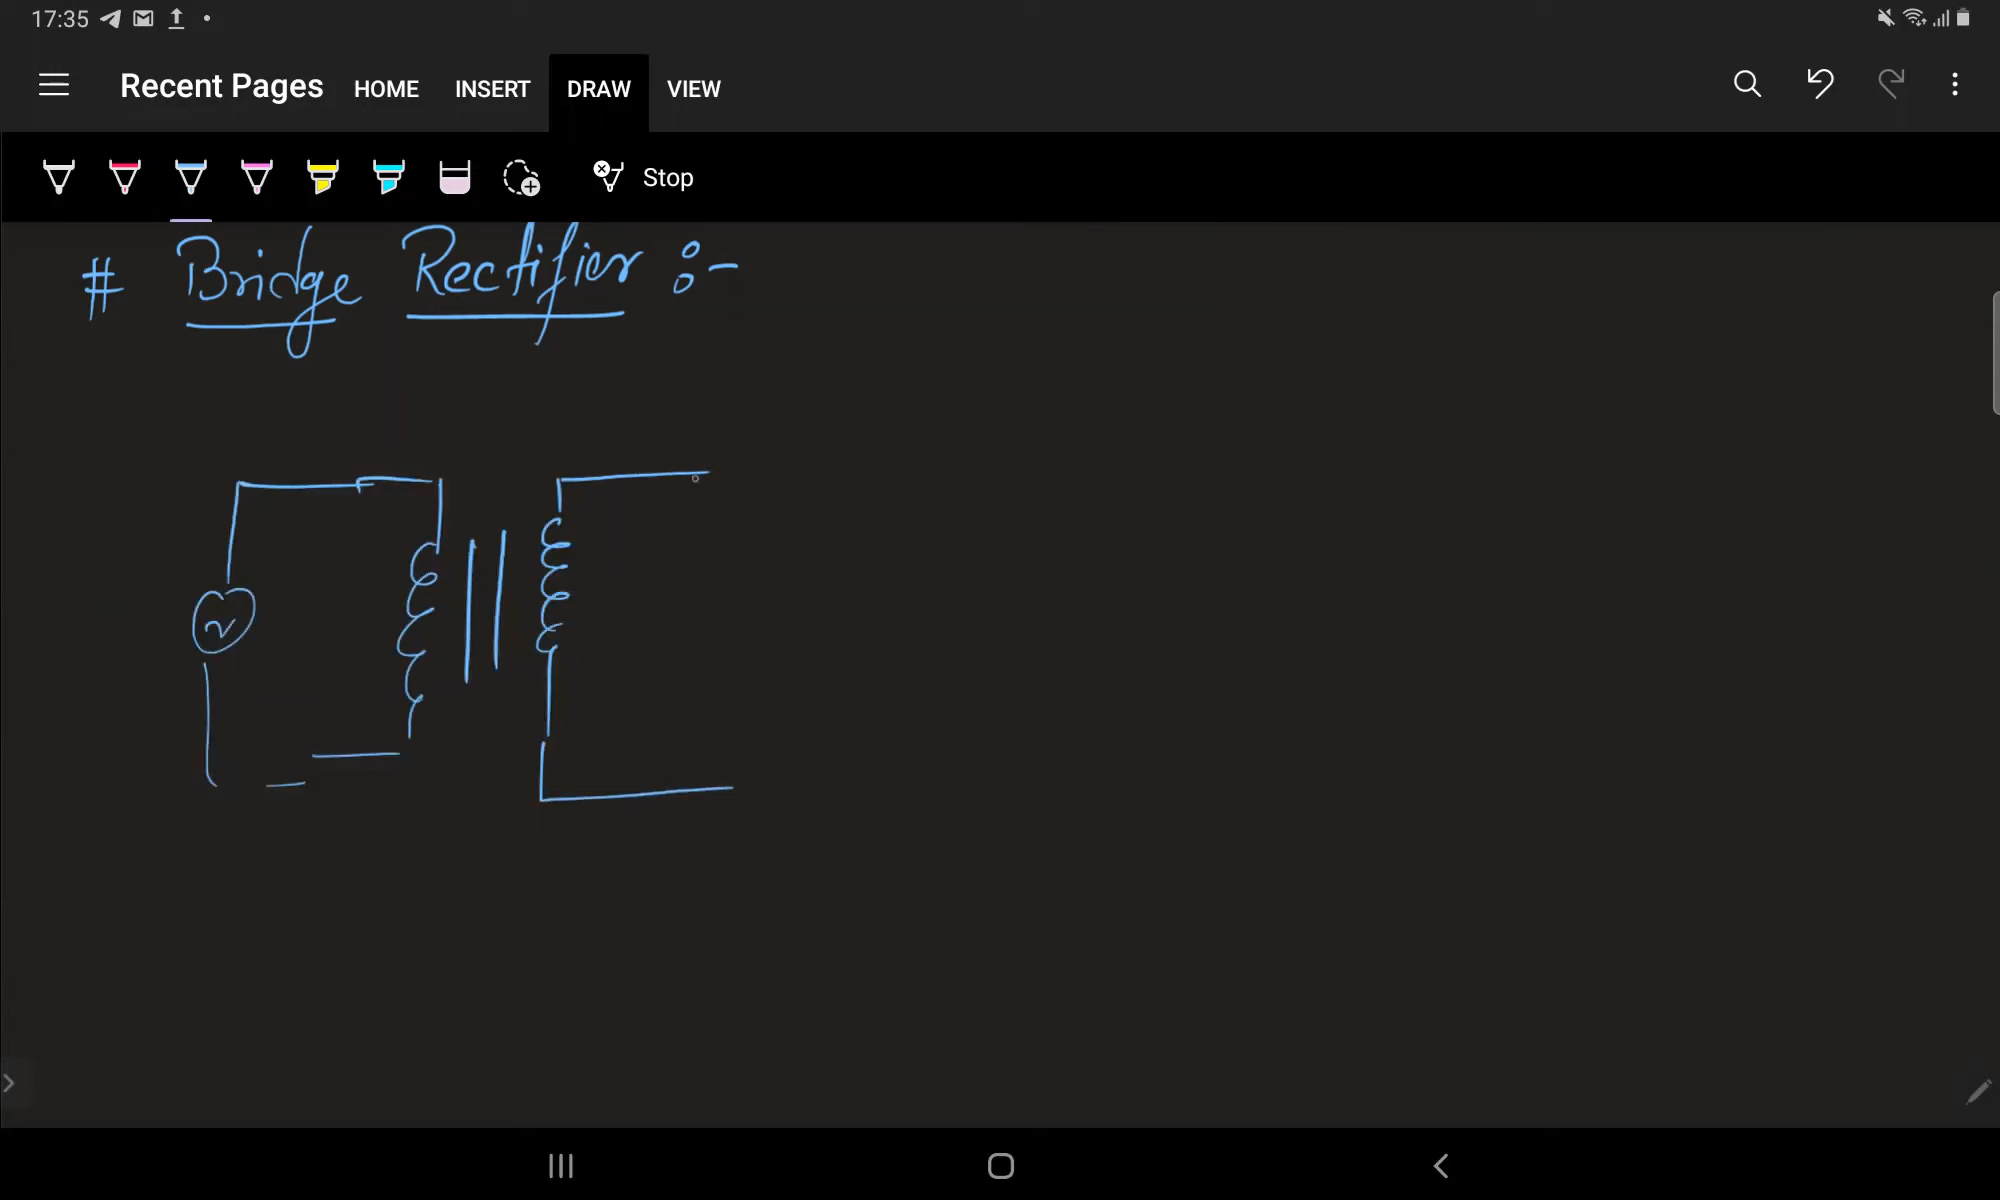 17:35
Recent Pages HOME INSERT DRAW VIEW
Stop
# Bridge Rectifier :-
~